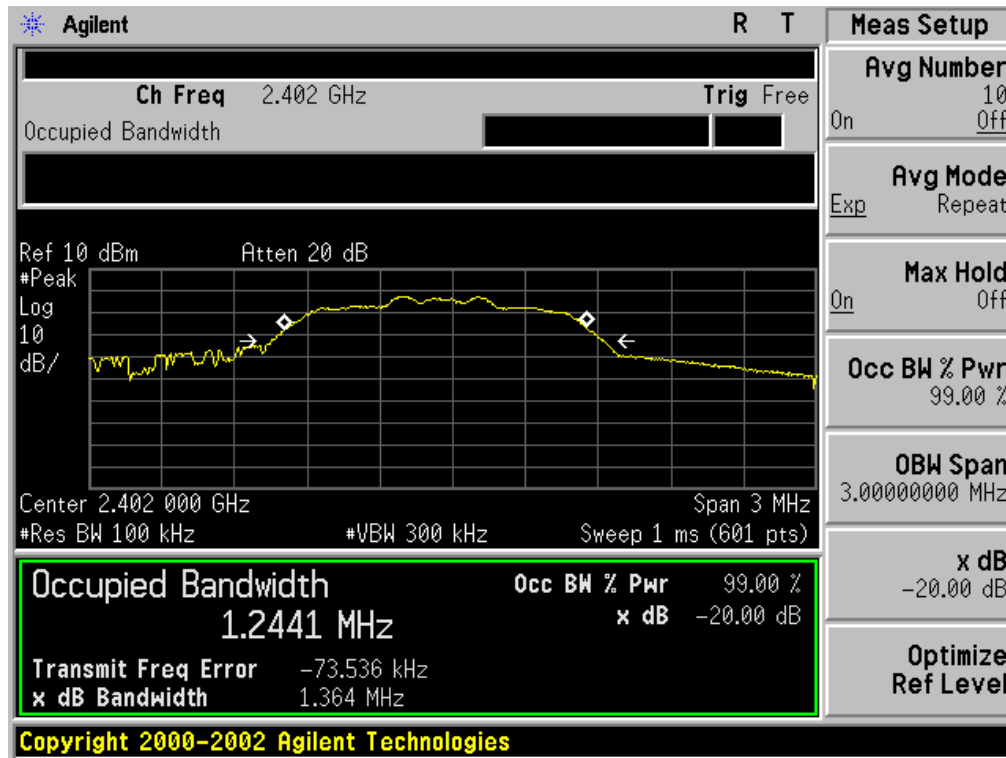 Agilent R T
Ch Freq 2.402 GHz Trig Free
Occupied Bandwidth
Ref 10 dBm Atten 20 dB
#Peak
Log
10
dB/
Center 2.402 000 GHz Span 3 MHz
#Res BW 100 kHz #VBW 300 kHz Sweep 1 ms (601 pts)
Occupied Bandwidth Occ BW % Pwr 99.00 %
1.2441 MHz x dB -20.00 dB
Transmit Freq Error -73.536 kHz
x dB Bandwidth 1.364 MHz
Copyright 2000-2002 Agilent Technologies
Meas Setup
Avg Number
10
On Off
Avg Mode
Exp Repeat
Max Hold
On Off
Occ BW % Pwr
99.00 %
OBW Span
3.00000000 MHz
x dB
-20.00 dB
Optimize
Ref Level